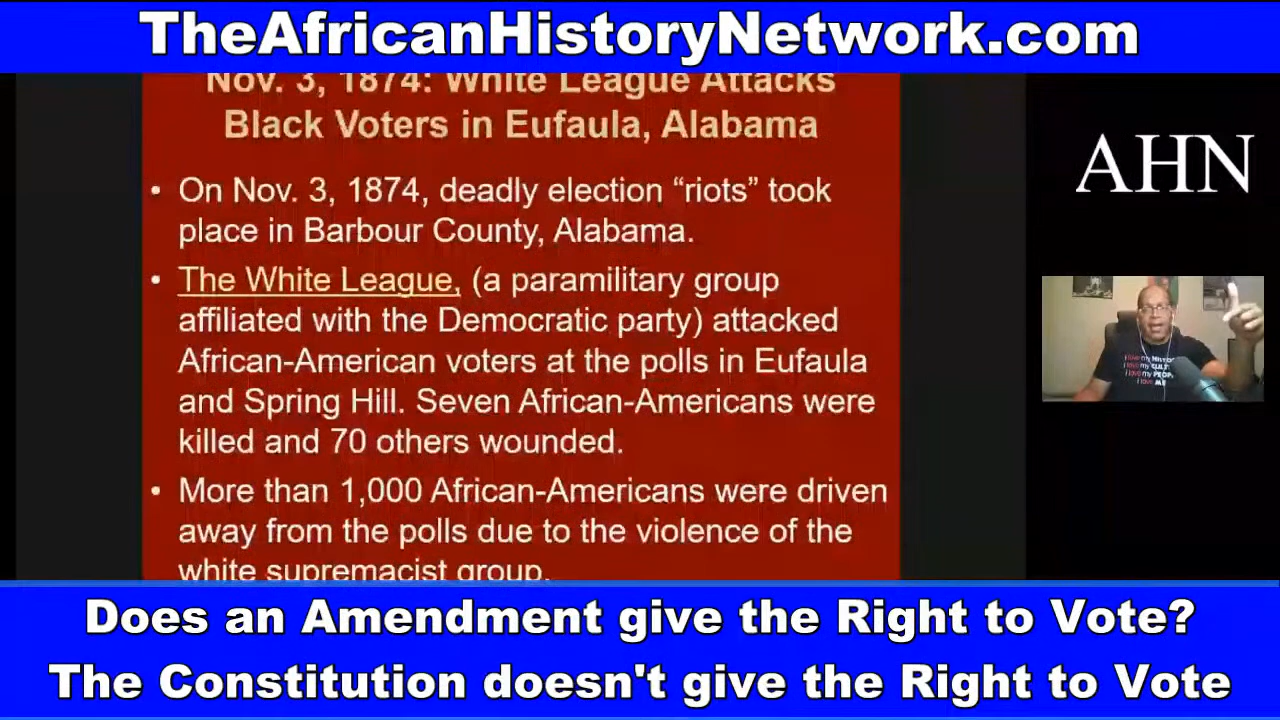 TheAfricanHistoryNetwork.com
Nov. 3, 1874: White League Attacks
Black Voters in Eufaula, Alabama
AHN
• On Nov. 3, 1874, deadly election “riots” took
place in Barbour County, Alabama.
• The White League, (a paramilitary group
affiliated with the Democratic party) attacked
African-American voters at the polls in Eufaula
and Spring Hill. Seven African-Americans were
killed and 70 others wounded.
• More than 1,000 African-Americans were driven
away from the polls due to the violence of the
white supremacist group.
Does an Amendment give the Right to Vote?
The Constitution doesn't give the Right to Vote